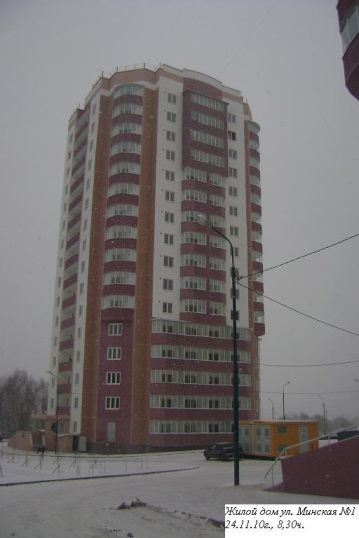 Жилой дом ул. Минская №1
24.11.10г., 8,30ч.